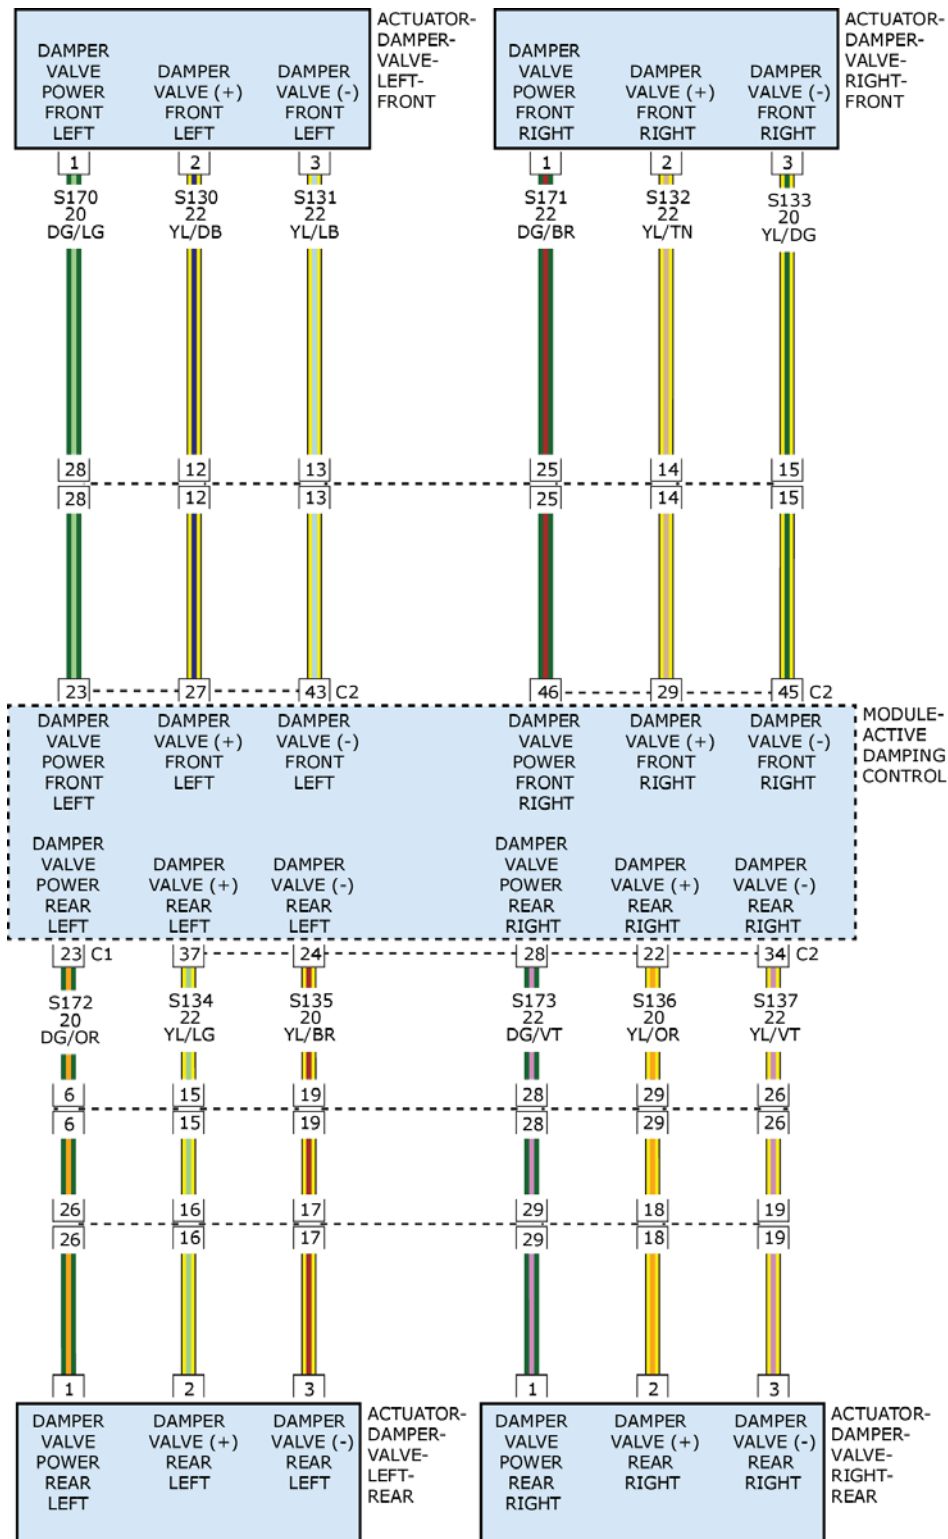 ACTUATOR-
DAMPER-
VALVE-
LEFT-
FRONT
DAMPER
VALVE
POWER
FRONT
LEFT
DAMPER
VALVE (+)
FRONT
LEFT
DAMPER
VALVE (-)
FRONT
LEFT
ACTUATOR-
DAMPER-
VALVE-
RIGHT-
FRONT
DAMPER
VALVE
POWER
FRONT
RIGHT
DAMPER
VALVE (+)
FRONT
RIGHT
DAMPER
VALVE (-)
FRONT
RIGHT
1 2 3 1 2 3
S170
20
DG/LG
S130
22
YL/DB
S131
22
YL/LB
S171
22
DG/BR
S132
22
YL/TN
S133
20
YL/DG
28 12 13 25 14 15
28 12 13 25 14 15
23 27 43 C2 46 29 45 C2
MODULE-
ACTIVE
DAMPING
CONTROL
DAMPER
VALVE
POWER
FRONT
LEFT
DAMPER
VALVE (+)
FRONT
LEFT
DAMPER
VALVE (-)
FRONT
LEFT
DAMPER
VALVE
POWER
FRONT
RIGHT
DAMPER
VALVE (+)
FRONT
RIGHT
DAMPER
VALVE (-)
FRONT
RIGHT
DAMPER
VALVE
POWER
REAR
LEFT
DAMPER
VALVE (+)
REAR
LEFT
DAMPER
VALVE (-)
REAR
LEFT
DAMPER
VALVE
POWER
REAR
RIGHT
DAMPER
VALVE (+)
REAR
RIGHT
DAMPER
VALVE (-)
REAR
RIGHT
23 C1 37 24 28 22 34 C2
S172
20
DG/OR
S134
22
YL/LG
S135
20
YL/BR
S173
22
DG/VT
S136
20
YL/OR
S137
22
YL/VT
6 15 19 28 29 26
6 15 19 28 29 26
26 16 17 29 18 19
26 16 17 29 18 19
1 2 3 1 2 3
DAMPER
VALVE
POWER
REAR
LEFT
DAMPER
VALVE (+)
REAR
LEFT
DAMPER
VALVE (-)
REAR
LEFT
ACTUATOR-
DAMPER-
VALVE-
LEFT-
REAR
DAMPER
VALVE
POWER
REAR
RIGHT
DAMPER
VALVE (+)
REAR
RIGHT
DAMPER
VALVE (-)
REAR
RIGHT
ACTUATOR-
DAMPER-
VALVE-
RIGHT-
REAR